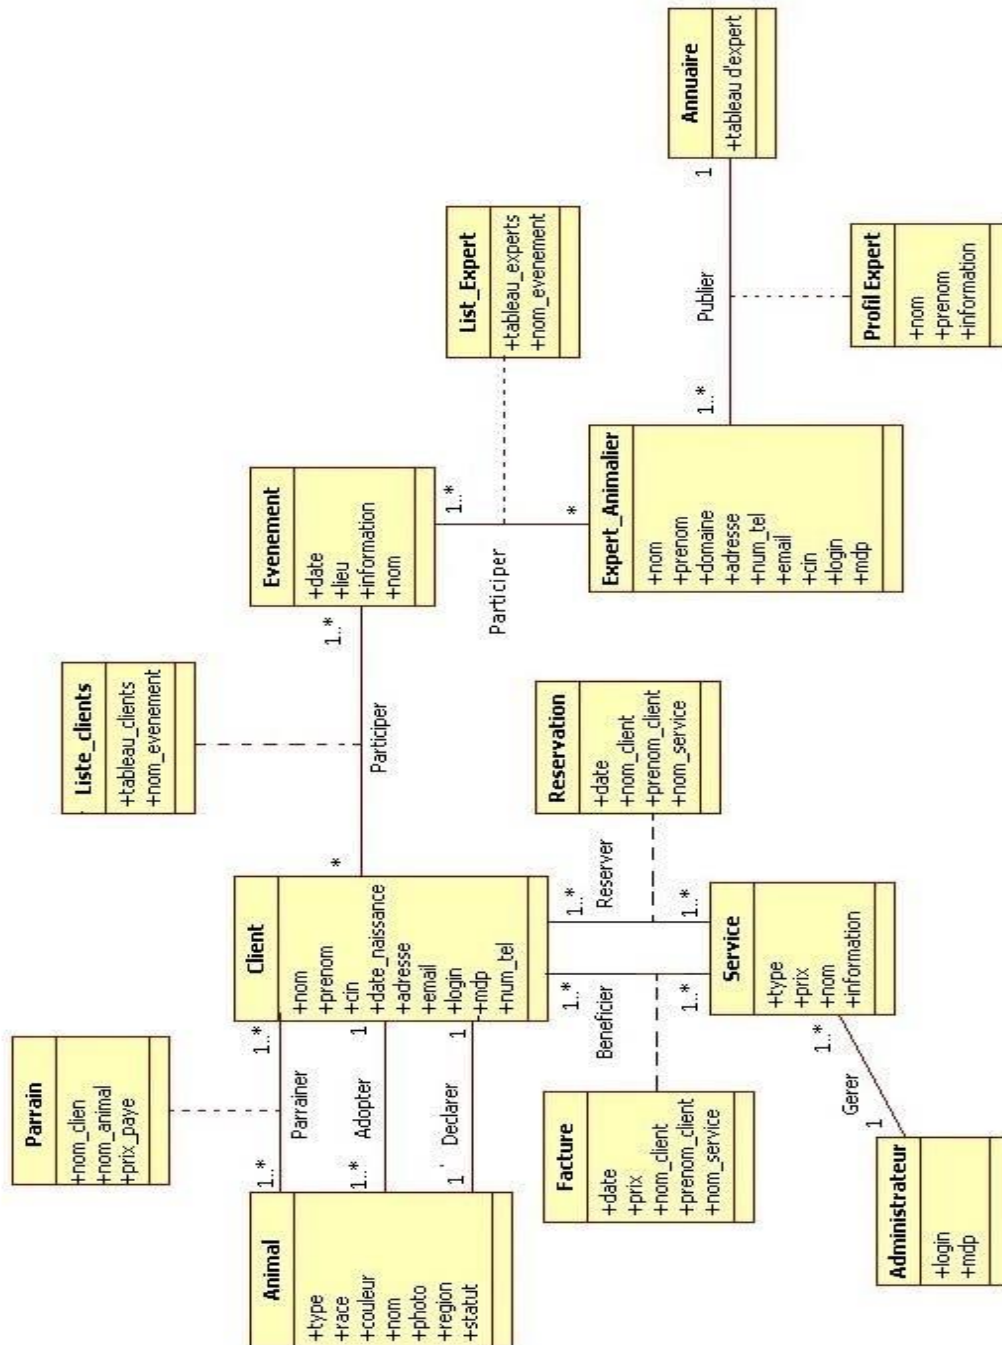 Parrain
+nom_clien
+nom_animal
+prix_paye
Liste_clients
+tableau_clients
+nom_evenement
Animal
+type
+race
+couleur
+nom
+photo
+region
+statut
1..*
Parrainer
1..*
1..*
Adopter
1
1
Declarer
1
Client
+nom
+prenom
+cin
+date_naissance
+adresse
+email
+login
+mdp
+num_tel
*
Participer
1..*
Evenement
+date
+lieu
+information
+nom
List_Expert
+tableau_experts
+nom_evenement
1..*
Participer
*
Facture
+date
+prix
+nom_client
+prenom_client
+nom_service
1..*
Beneficier
1..*
1..*
Reserver
1..*
Reservation
+date
+nom_client
+prenom_client
+nom_service
Expert_Animalier
+nom
+prenom
+domaine
+adresse
+num_tel
+email
+cin
+login
+mdp
1..*
Publier
1
Annuaire
+tableau d'expert
Administrateur
+login
+mdp
1
Gerer
1..*
Service
+type
+prix
+nom
+information
Profil Expert
+nom
+prenom
+information